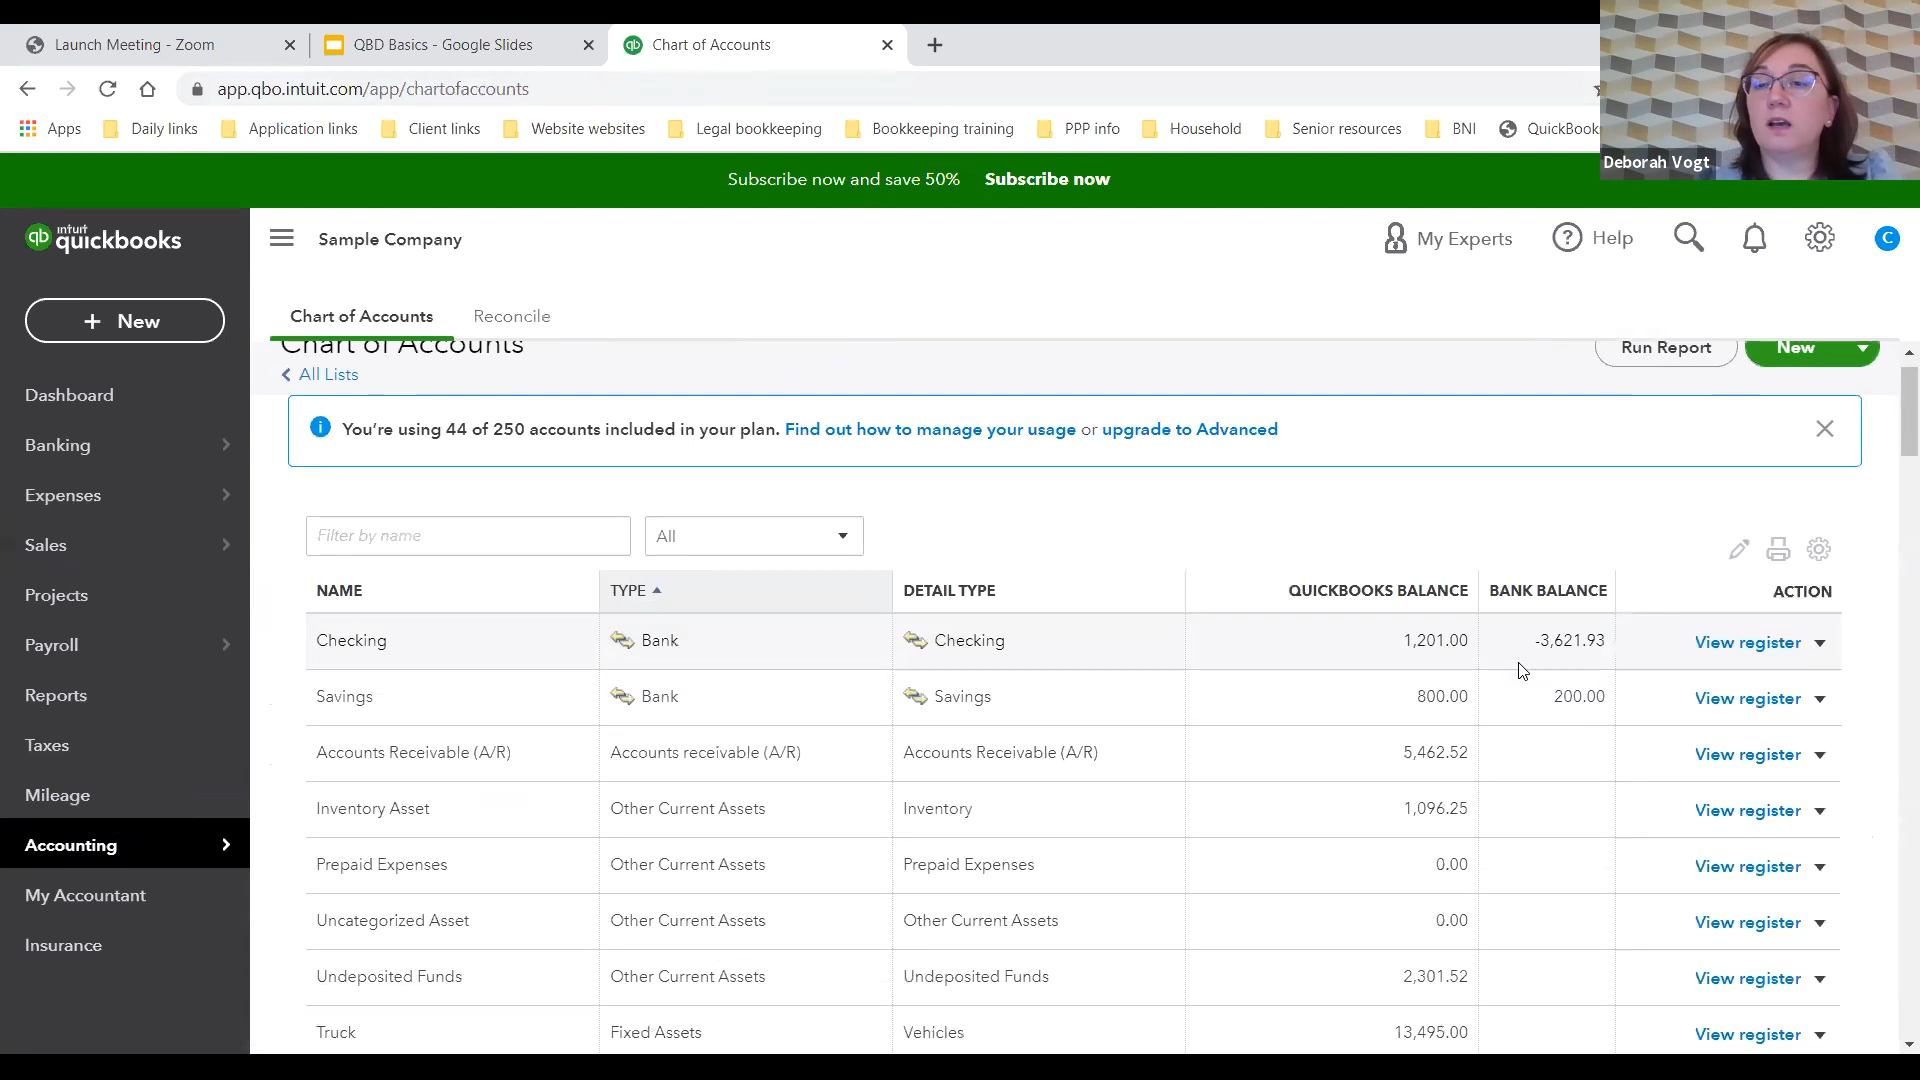 Launch Meeting - Zoom
QBD Basics - Google Slides
Chart of Accounts
app.qbo.intuit.com/app/chartofaccounts
Apps
Daily links
Application links
Client links
Website websites
Legal bookkeeping
Bookkeeping training
PPP info
Household
Senior resources
BNI
Deborah Vogt
Subscribe now and save 50% Subscribe now
qb intuit quickbooks
Sample Company
My Experts
Help
C
+ New
Dashboard
Banking
Expenses
Sales
Projects
Payroll
Reports
Taxes
Mileage
Accounting
My Accountant
Insurance
Chart of Accounts
Reconcile
Chart of Accounts
All Lists
Run Report
New
You're using 44 of 250 accounts included in your plan. Find out how to manage your usage or upgrade to Advanced
Filter by name
All
NAME TYPE DETAIL TYPE QUICKBOOKS BALANCE BANK BALANCE ACTION
Checking Bank Checking 1,201.00 -3,621.93 View register
Savings Bank Savings 800.00 200.00 View register
Accounts Receivable (A/R) Accounts receivable (A/R) Accounts Receivable (A/R) 5,462.52 View register
Inventory Asset Other Current Assets Inventory 1,096.25 View register
Prepaid Expenses Other Current Assets Prepaid Expenses 0.00 View register
Uncategorized Asset Other Current Assets Other Current Assets 0.00 View register
Undeposited Funds Other Current Assets Undeposited Funds 2,301.52 View register
Truck Fixed Assets Vehicles 13,495.00 View register